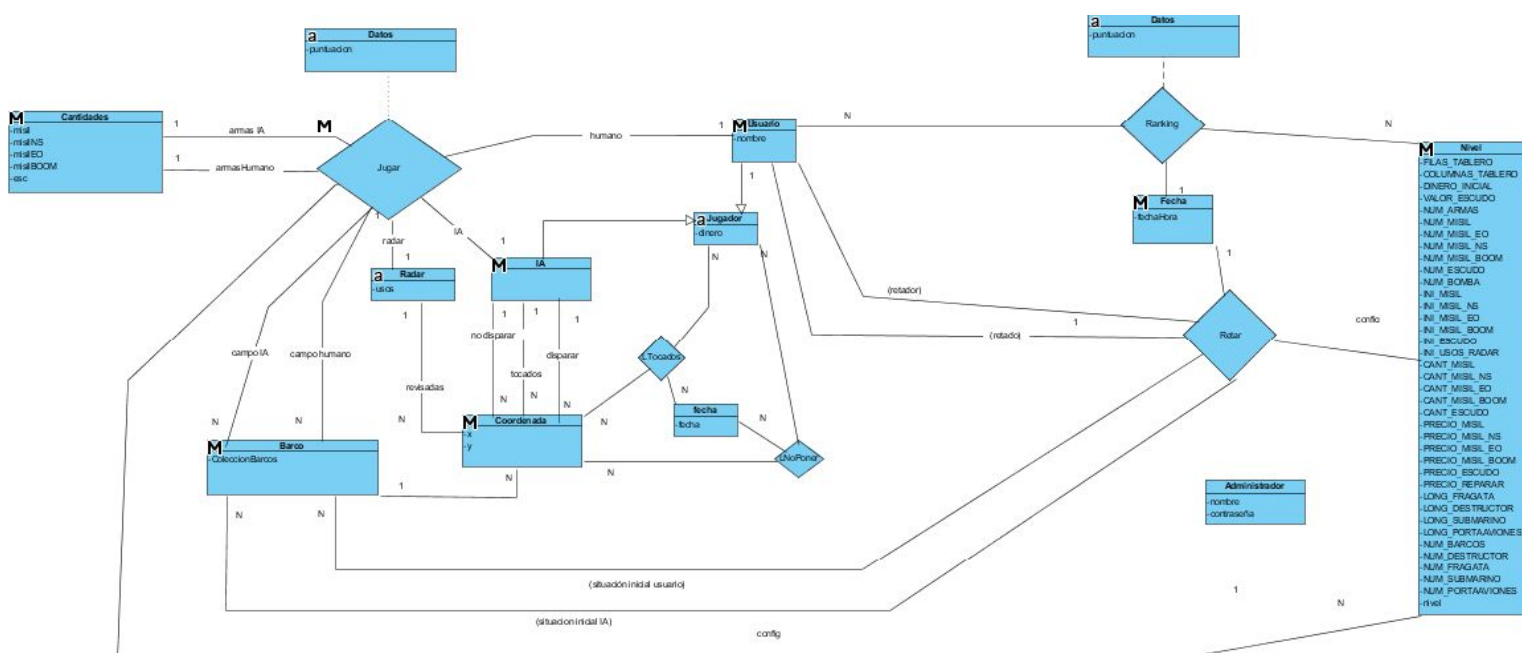 a Datos
-puntuacion
a Datos
-puntuacion
M Cantidades
-misil
-misilNS
-misilEO
-misilBOOM
-esc
1
armas IA
M
1
armasHumano
Jugar
humano
1
M Usuario
-nombre
N
Ranking
N
1
M Fecha
-fechaHora
1
M Nivel
-FILAS_TABLERO
-COLUMNAS_TABLERO
-DINERO_INICIAL
-VALOR_ESCUDO
-NUM_ARMAS
-NUM_MISIL
-NUM_MISIL_EO
-NUM_MISIL_NS
-NUM_MISIL_BOOM
-NUM_ESCUDO
-NUM_BOMBA
-INI_MISIL
-INI_MISIL_NS
-INI_MISIL_EO
-INI_MISIL_BOOM
-INI_ESCUDO
-INI_USOS_RADAR
-CANT_MISIL
-CANT_MISIL_NS
-CANT_MISIL_EO
-CANT_MISIL_BOOM
-CANT_ESCUDO
-PRECIO_MISIL
-PRECIO_MISIL_NS
-PRECIO_MISIL_EO
-PRECIO_MISIL_BOOM
-PRECIO_ESCUDO
-PRECIO_REPARAR
-LONG_FRAGATA
-LONG_DESTRUCTOR
-LONG_SUBMARINO
-LONG_PORTAAVIONES
-NUM_BARCOS
-NUM_DESTRUCTOR
-NUM_FRAGATA
-NUM_SUBMARINO
-NUM_PORTAAVIONES
-nivel
1
a Jugador
-dinero
1
radar
1
IA
1
a Radar
-usos
M IA
N
N
1
1
1
1
no disparar
tocados
disparar
revisadas
campo IA
campo humano
LTocados
N
fecha
-fecha
N
LNoPoner
(retador)
(retado)
1
Retar
config
N
N
N
N
N
N
N
N
M Coordenada
-x
-y
M Barco
-ColeccionBarcos
1
N
N
N
Administrador
-nombre
-contraseña
(situación inicial usuario)
(situacion inicial IA)
config
1
N